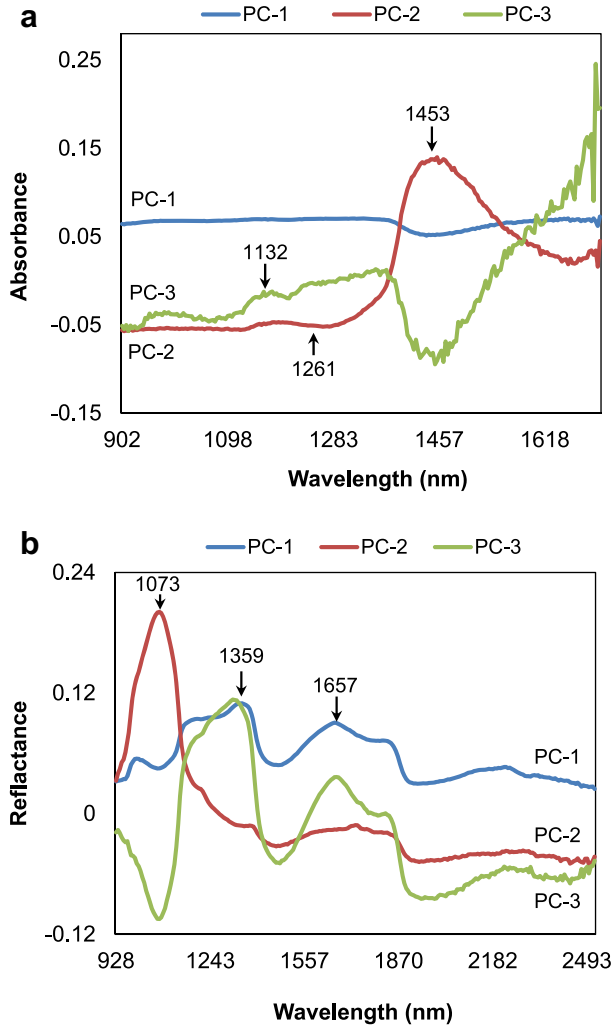 a
PC-1 PC-2 PC-3
0.25
0.15
0.05
-0.05
-0.15
Absorbance
1453
PC-1
1132
PC-3
PC-2
1261
902 1098 1283 1457 1618
Wavelength (nm)
b
PC-1 PC-2 PC-3
0.24
0.12
0
-0.12
Reflactance
1073
1359
1657
PC-1
PC-2
PC-3
928 1243 1557 1870 2182 2493
Wavelength (nm)